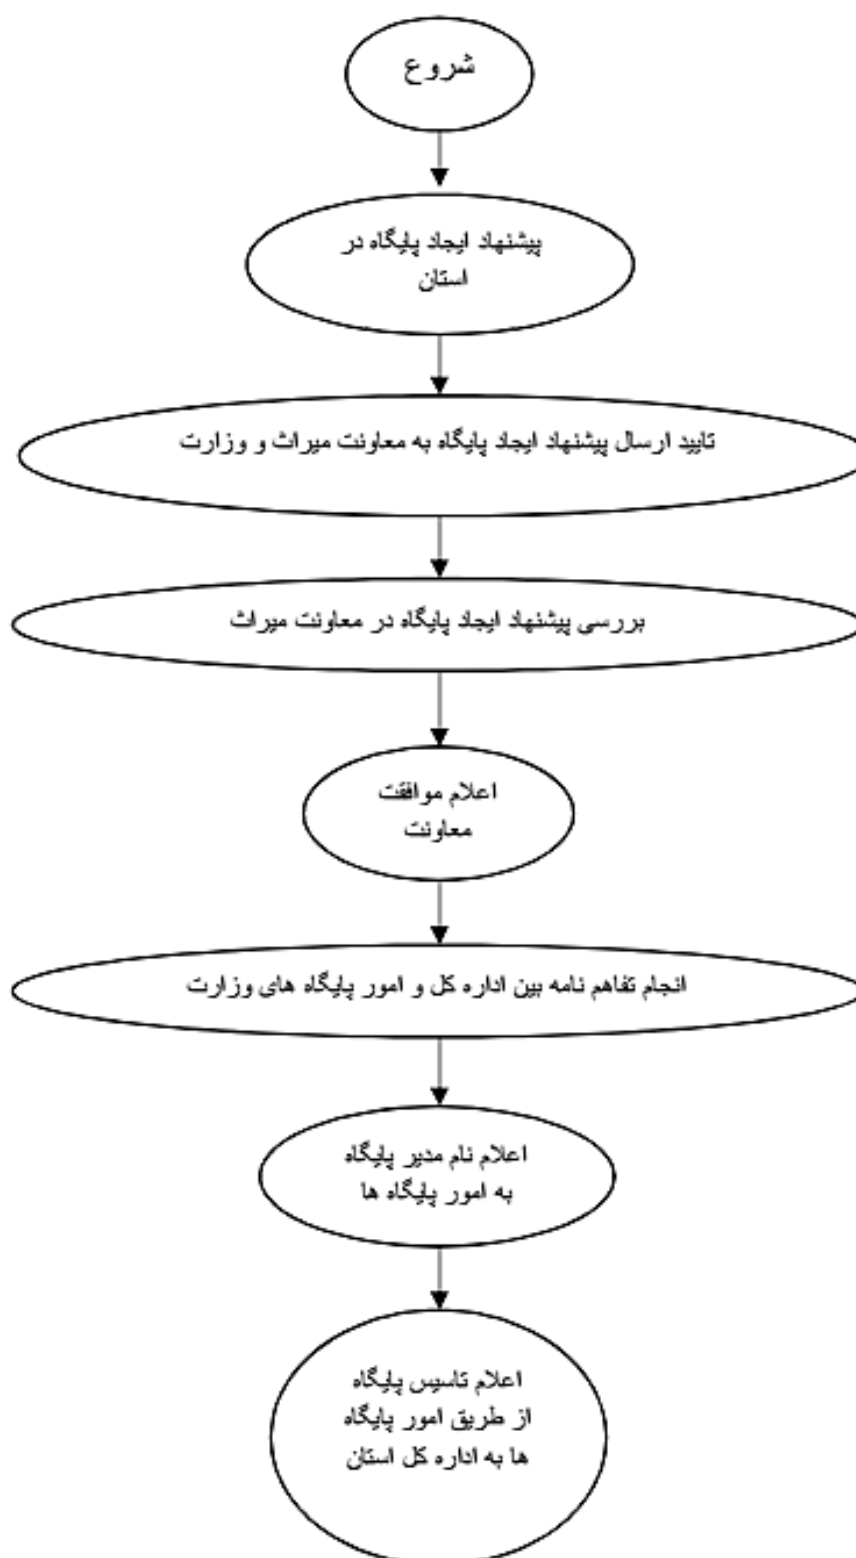 شروع
پیشنهاد ایجاد پایگاه در
استان
تایید ارسال پیشنهاد ایجاد پایگاه به معاونت میراث و وزارت
بررسی پیشنهاد ایجاد پایگاه در معاونت میراث
اعلام موافقت
معاونت
انجام تفاهم نامه بین اداره کل و امور پایگاه های وزارت
اعلام نام مدیر پایگاه
به امور پایگاه ها
اعلام تاسیس پایگاه
از طریق امور پایگاه
ها به اداره کل استان